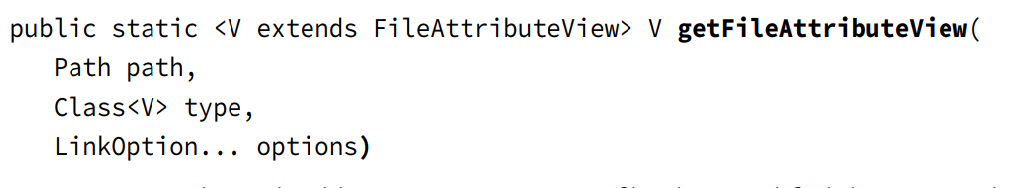 public static <V extends FileAttributeView> V getFileAttributeView(
Path path,
Class<V> type,
LinkOption... options)